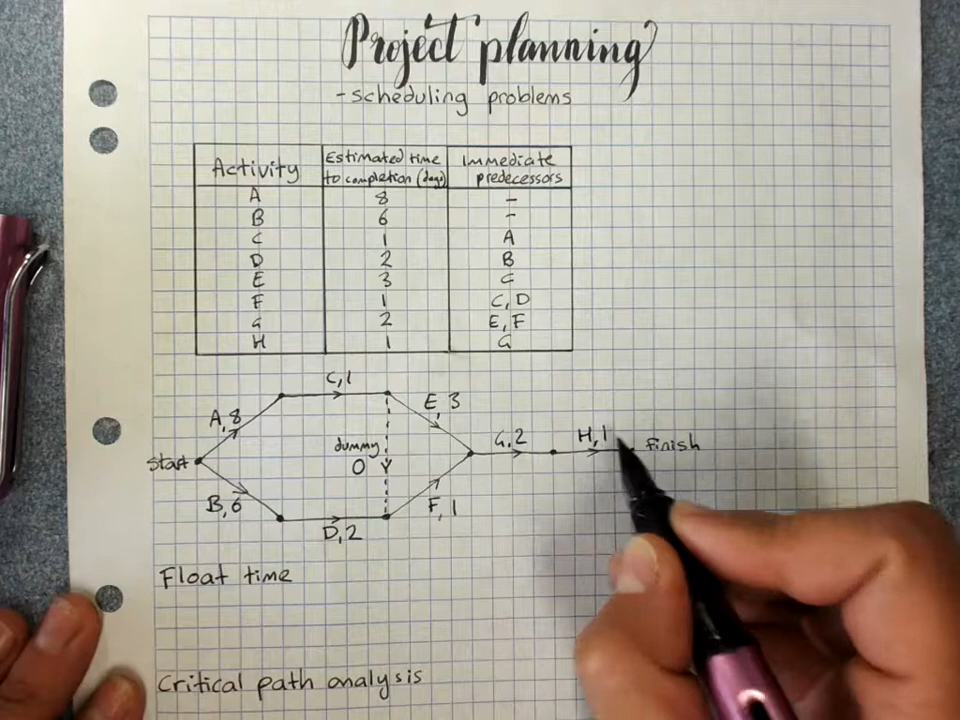 Project planning
- scheduling problems
Activity | Estimated time to completion (days) | Immediate predecessors
A 8 -
B 6 -
C 1 A
D 2 B
E 3 C
F 1 C, D
G 2 E, F
H 1 G
C,1
A,8
E, 3
dummy
0
G,2
H,1
Start
Finish
B,6
F, 1
D,2
Float time
Critical path analysis